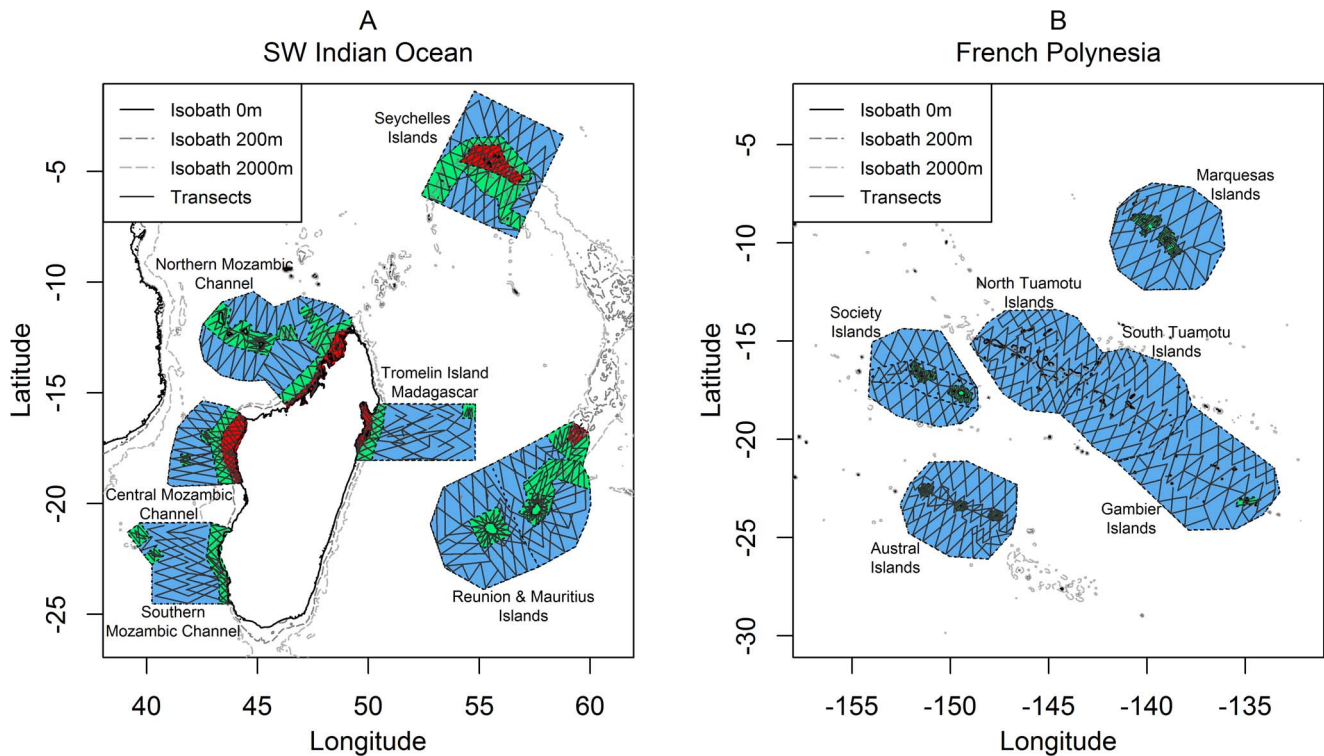 A
SW Indian Ocean
Isobath 0m
Isobath 200m
Isobath 2000m
Transects
Seychelles
Islands
Northern Mozambic
Channel
Tromelin Island
Madagascar
Central Mozambic
Channel
Southern
Mozambic Channel
Reunion & Mauritius
Islands
Latitude
-5
-10
-15
-20
-25
40
45
50
55
60
Longitude
B
French Polynesia
Isobath 0m
Isobath 200m
Isobath 2000m
Transects
Marquesas
Islands
North Tuamotu
Islands
Society
Islands
South Tuamotu
Islands
Gambier
Islands
Austral
Islands
Latitude
-5
-10
-15
-20
-25
-30
-155
-150
-145
-140
-135
Longitude